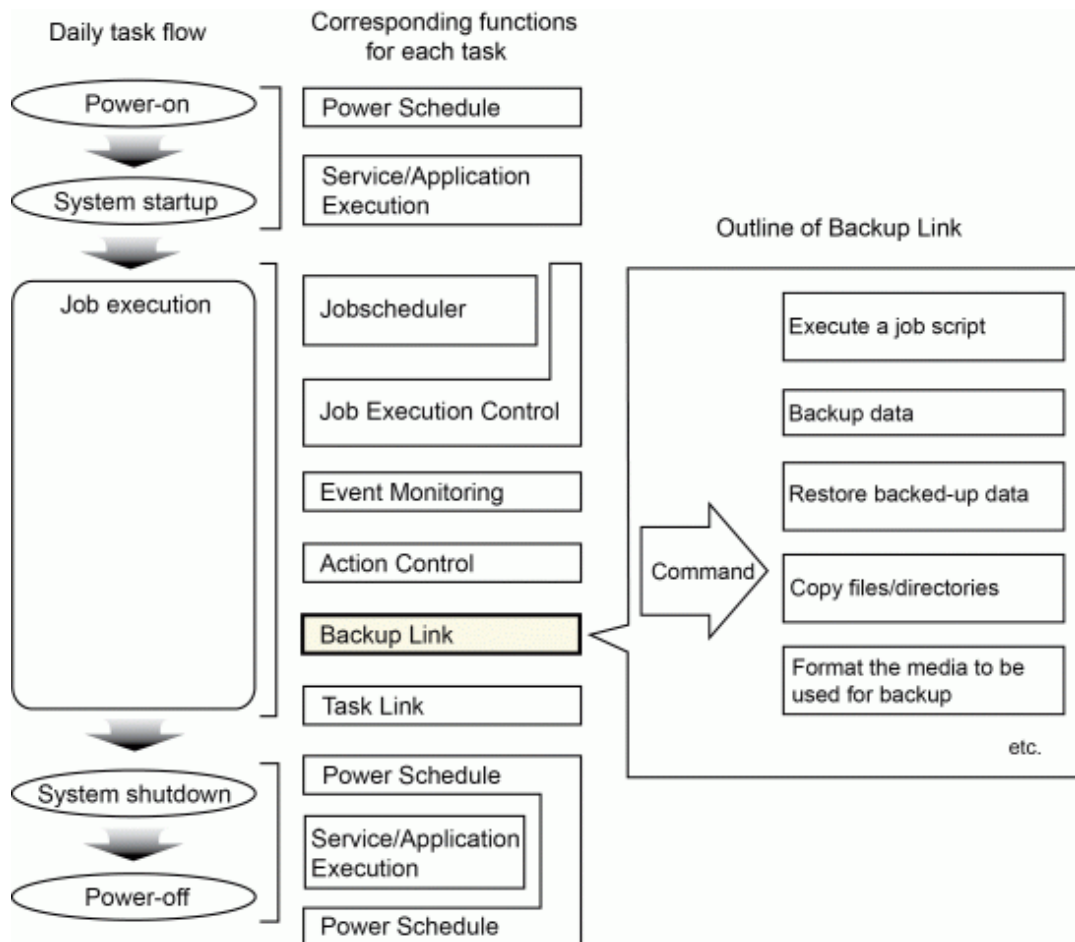 Daily task flow
Corresponding functions
for each task
Power-on
System startup
Job execution
System shutdown
Power-off
Power Schedule
Service/Application
Execution
Jobscheduler
Job Execution Control
Event Monitoring
Action Control
Backup Link
Task Link
Power Schedule
Service/Application
Execution
Power Schedule
Outline of Backup Link
Command
Execute a job script
Backup data
Restore backed-up data
Copy files/directories
Format the media to be
used for backup
etc.